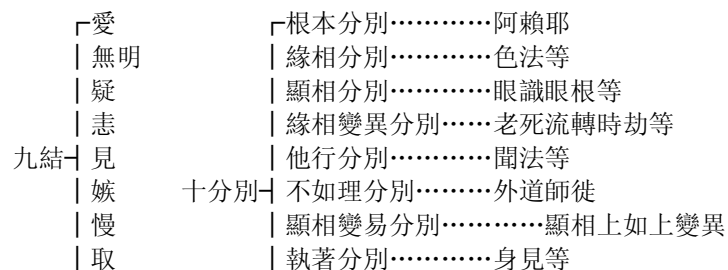 ┌愛　　　　┌根本分別…………阿賴耶
│無明　　　│緣相分別…………色法等
│疑　　　　│顯相分別…………眼識眼根等
│恚　　　　│緣相變異分別……老死流轉時劫等
九結┤見　　　　│他行分別…………聞法等
│嫉　十分別┤不如理分別………外道師徙
│慢　　　　│顯相變易分別…………顯相上如上變異
│取　　　　│執著分別…………身見等